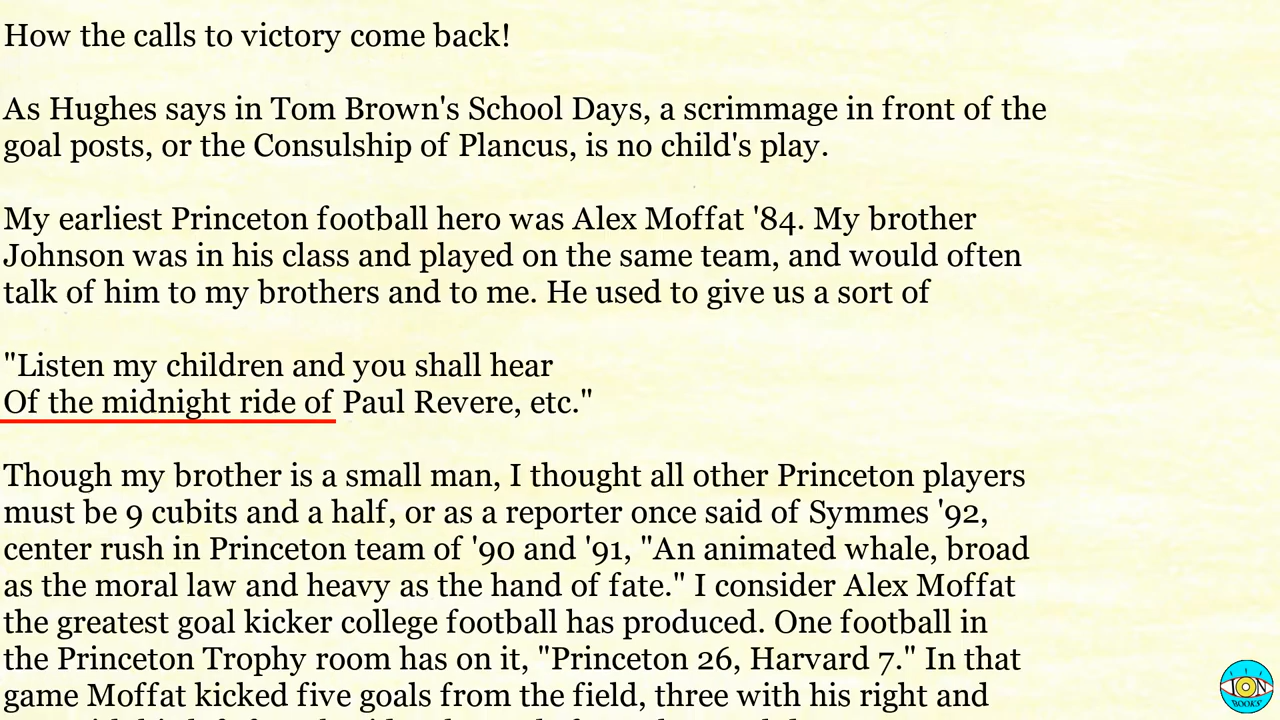 How the calls to victory come back!
As Hughes says in Tom Brown's School Days, a scrimmage in front of the
goal posts, or the Consulship of Plancus, is no child's play.
My earliest Princeton football hero was Alex Moffat '84. My brother
Johnson was in his class and played on the same team, and would often
talk of him to my brothers and to me. He used to give us a sort of
"Listen my children and you shall hear
Of the midnight ride of Paul Revere, etc."
Though my brother is a small man, I thought all other Princeton players
must be 9 cubits and a half, or as a reporter once said of Symmes '92,
center rush in Princeton team of '90 and '91, "An animated whale, broad
as the moral law and heavy as the hand of fate." I consider Alex Moffat
the greatest goal kicker college football has produced. One football in
the Princeton Trophy room has on it, "Princeton 26, Harvard 7." In that
game Moffat kicked five goals from the field, three with his right and
ION
BOOKS